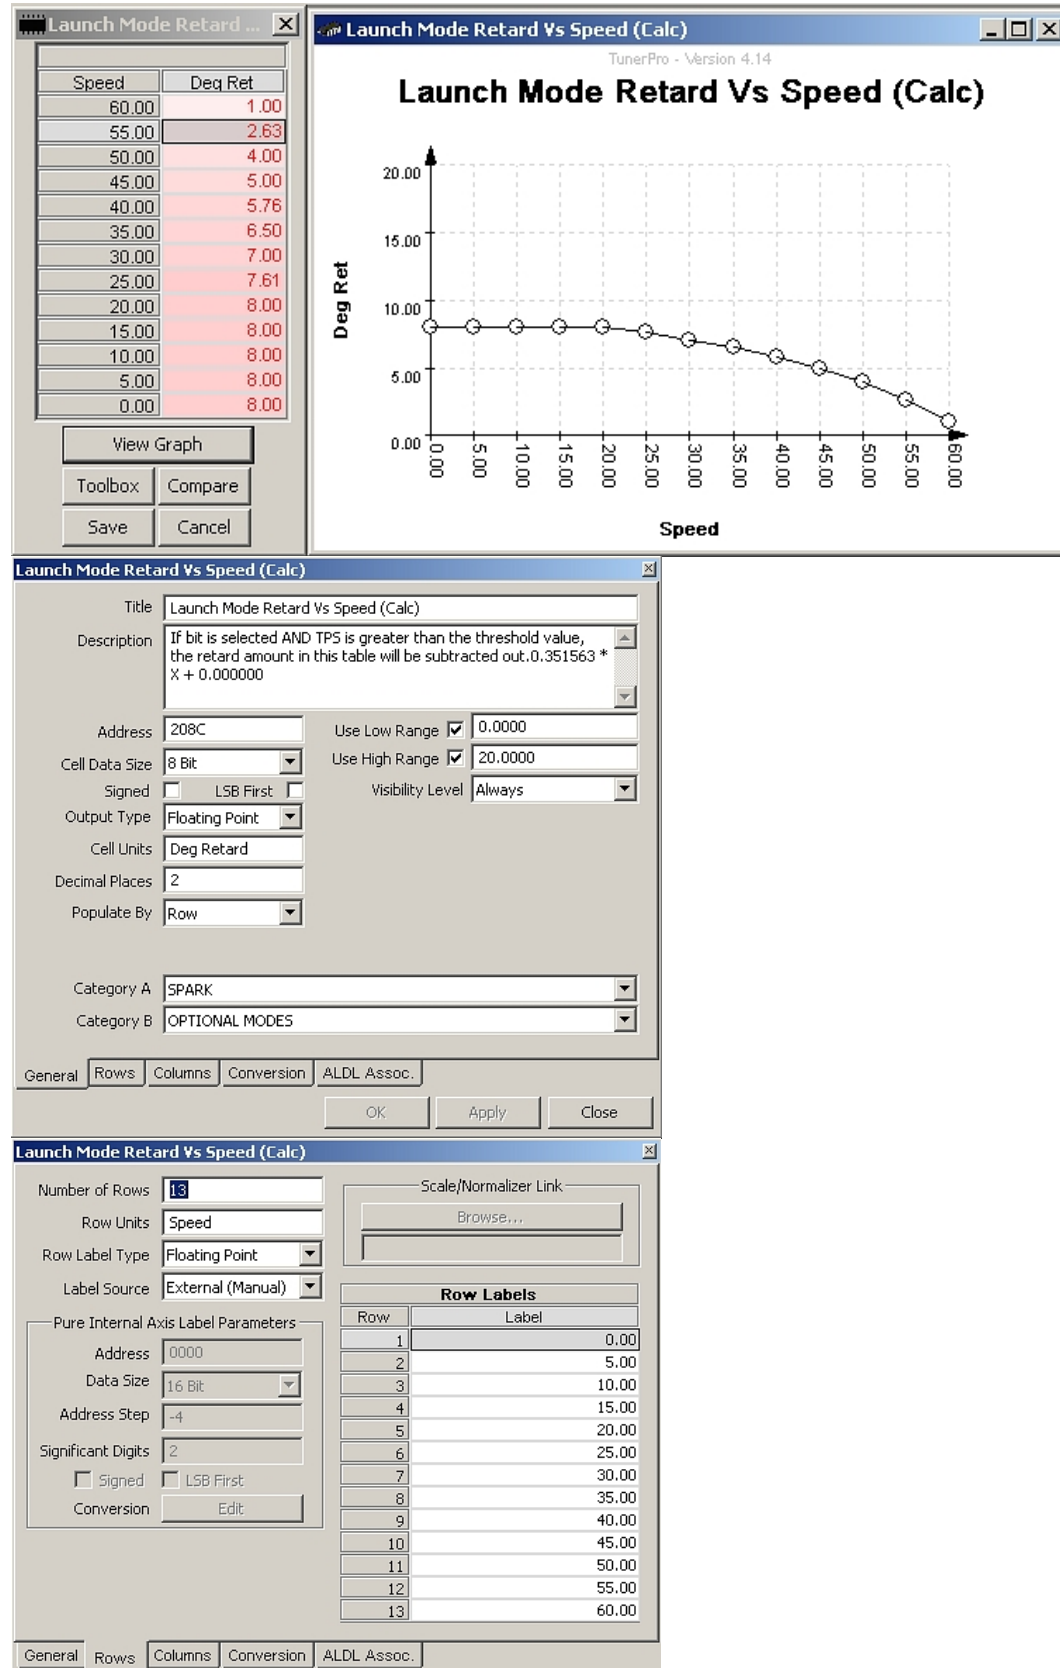 Launch Mode Retard ...
Speed Deg Ret
60.00 1.00
55.00 2.63
50.00 4.00
45.00 5.00
40.00 5.76
35.00 6.50
30.00 7.00
25.00 7.61
20.00 8.00
15.00 8.00
10.00 8.00
5.00 8.00
0.00 8.00
View Graph
Toolbox Compare
Save Cancel
Launch Mode Retard Vs Speed (Calc)
TunerPro - Version 4.14
Launch Mode Retard Vs Speed (Calc)
Deg Ret
20.00
15.00
10.00
5.00
0.00
0.00 5.00 10.00 15.00 20.00 25.00 30.00 35.00 40.00 45.00 50.00 55.00 60.00
Speed
Launch Mode Retard Vs Speed (Calc)
Title Launch Mode Retard Vs Speed (Calc)
Description If bit is selected AND TPS is greater than the threshold value,
the retard amount in this table will be subtracted out.0.351563 *
X + 0.000000
Address 208C Use Low Range 0.0000
Cell Data Size 8 Bit Use High Range 20.0000
Signed LSB First Visibility Level Always
Output Type Floating Point
Cell Units Deg Retard
Decimal Places 2
Populate By Row
Category A SPARK
Category B OPTIONAL MODES
General Rows Columns Conversion ALDL Assoc.
OK Apply Close
Launch Mode Retard Vs Speed (Calc)
Number of Rows 13
Row Units Speed
Row Label Type Floating Point
Label Source External (Manual)
Pure Internal Axis Label Parameters
Address 0000
Data Size 16 Bit
Address Step -4
Significant Digits 2
Signed LSB First
Conversion Edit
Scale/Normalizer Link
Browse...
Row Labels
Row Label
1 0.00
2 5.00
3 10.00
4 15.00
5 20.00
6 25.00
7 30.00
8 35.00
9 40.00
10 45.00
11 50.00
12 55.00
13 60.00
General Rows Columns Conversion ALDL Assoc.